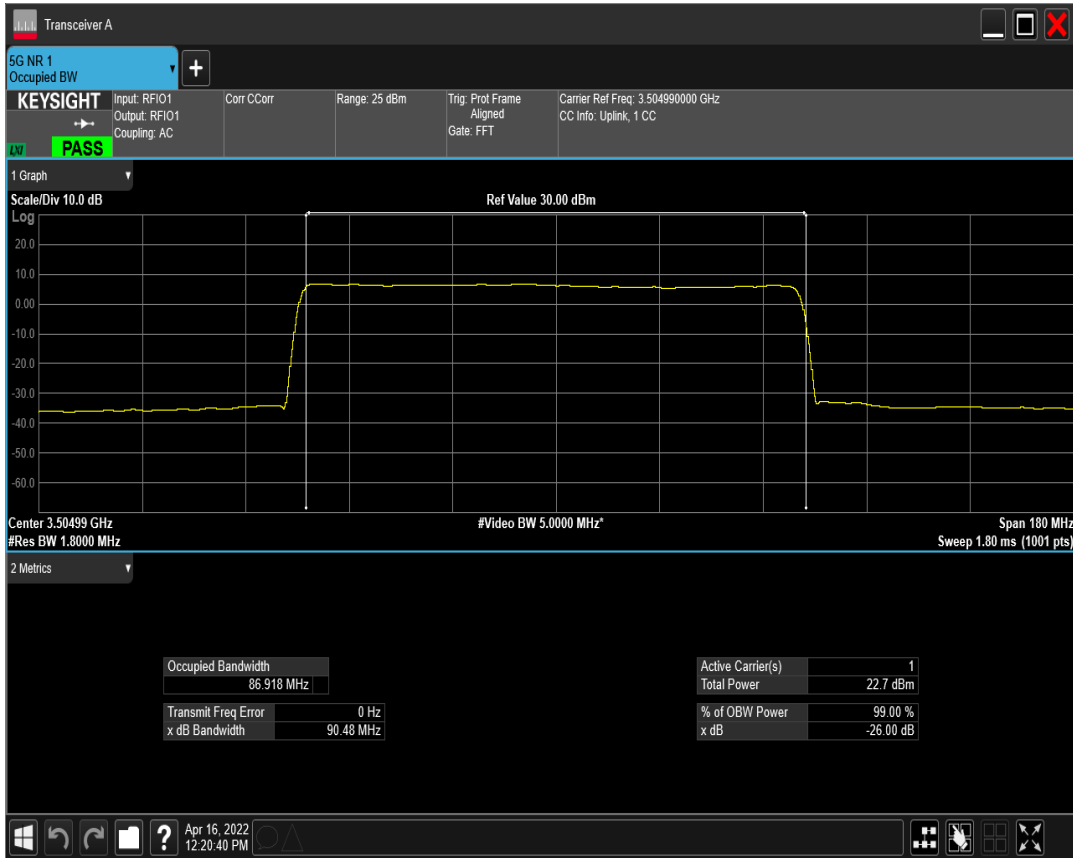 Transceiver A
5G NR 1
Occupied BW
KEYSIGHT
LXI
PASS
Input: RFIO1
Output: RFIO1
Coupling: AC
Corr CCorr
Range: 25 dBm
Trig: Prot Frame
Aligned
Gate: FFT
Carrier Ref Freq: 3.504990000 GHz
CC Info: Uplink, 1 CC
1 Graph
Scale/Div 10.0 dB
Ref Value 30.00 dBm
Log
20.0
10.0
0.00
-10.0
-20.0
-30.0
-40.0
-50.0
-60.0
Center 3.50499 GHz
#Video BW 5.0000 MHz*
Span 180 MHz
#Res BW 1.8000 MHz
Sweep 1.80 ms (1001 pts)
2 Metrics
Occupied Bandwidth
86.918 MHz
Transmit Freq Error 0 Hz
x dB Bandwidth 90.48 MHz
Active Carrier(s) 1
Total Power 22.7 dBm
% of OBW Power 99.00 %
x dB -26.00 dB
?
Apr 16, 2022
12:20:40 PM